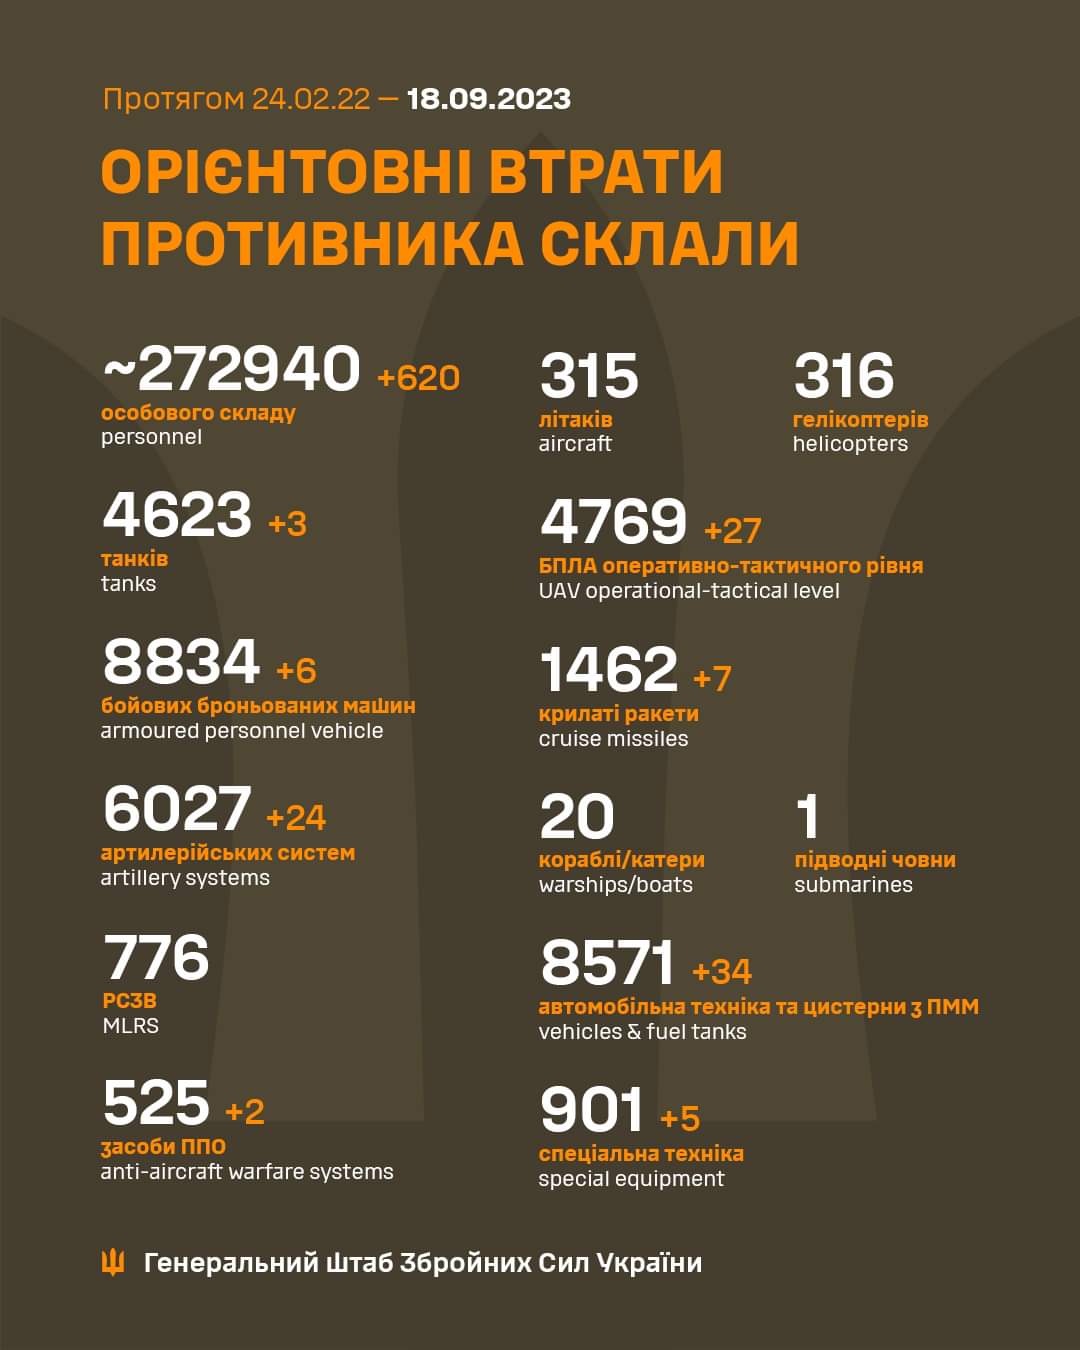 Протягом 24.02.22 — 18.09.2023
ОРІЄНТОВНІ ВТРАТИ
ПРОТИВНИКА СКЛАЛИ
~272940 +620
особового складу
personnel
315
літаків
aircraft
316
гелікоптерів
helicopters
4623 +3
танків
tanks
4769 +27
БПЛА оперативно-тактичного рівня
UAV operational-tactical level
8834 +6
бойових броньованих машин
armoured personnel vehicle
1462 +7
крилаті ракети
cruise missiles
6027 +24
артилерійських систем
artillery systems
20
кораблі/катери
warships/boats
1
підводні човни
submarines
776
РСЗВ
MLRS
8571 +34
автомобільна техніка та цистерни з ПММ
vehicles & fuel tanks
525 +2
засоби ППО
anti-aircraft warfare systems
901 +5
спеціальна техніка
special equipment
Генеральний штаб Збройних Сил України